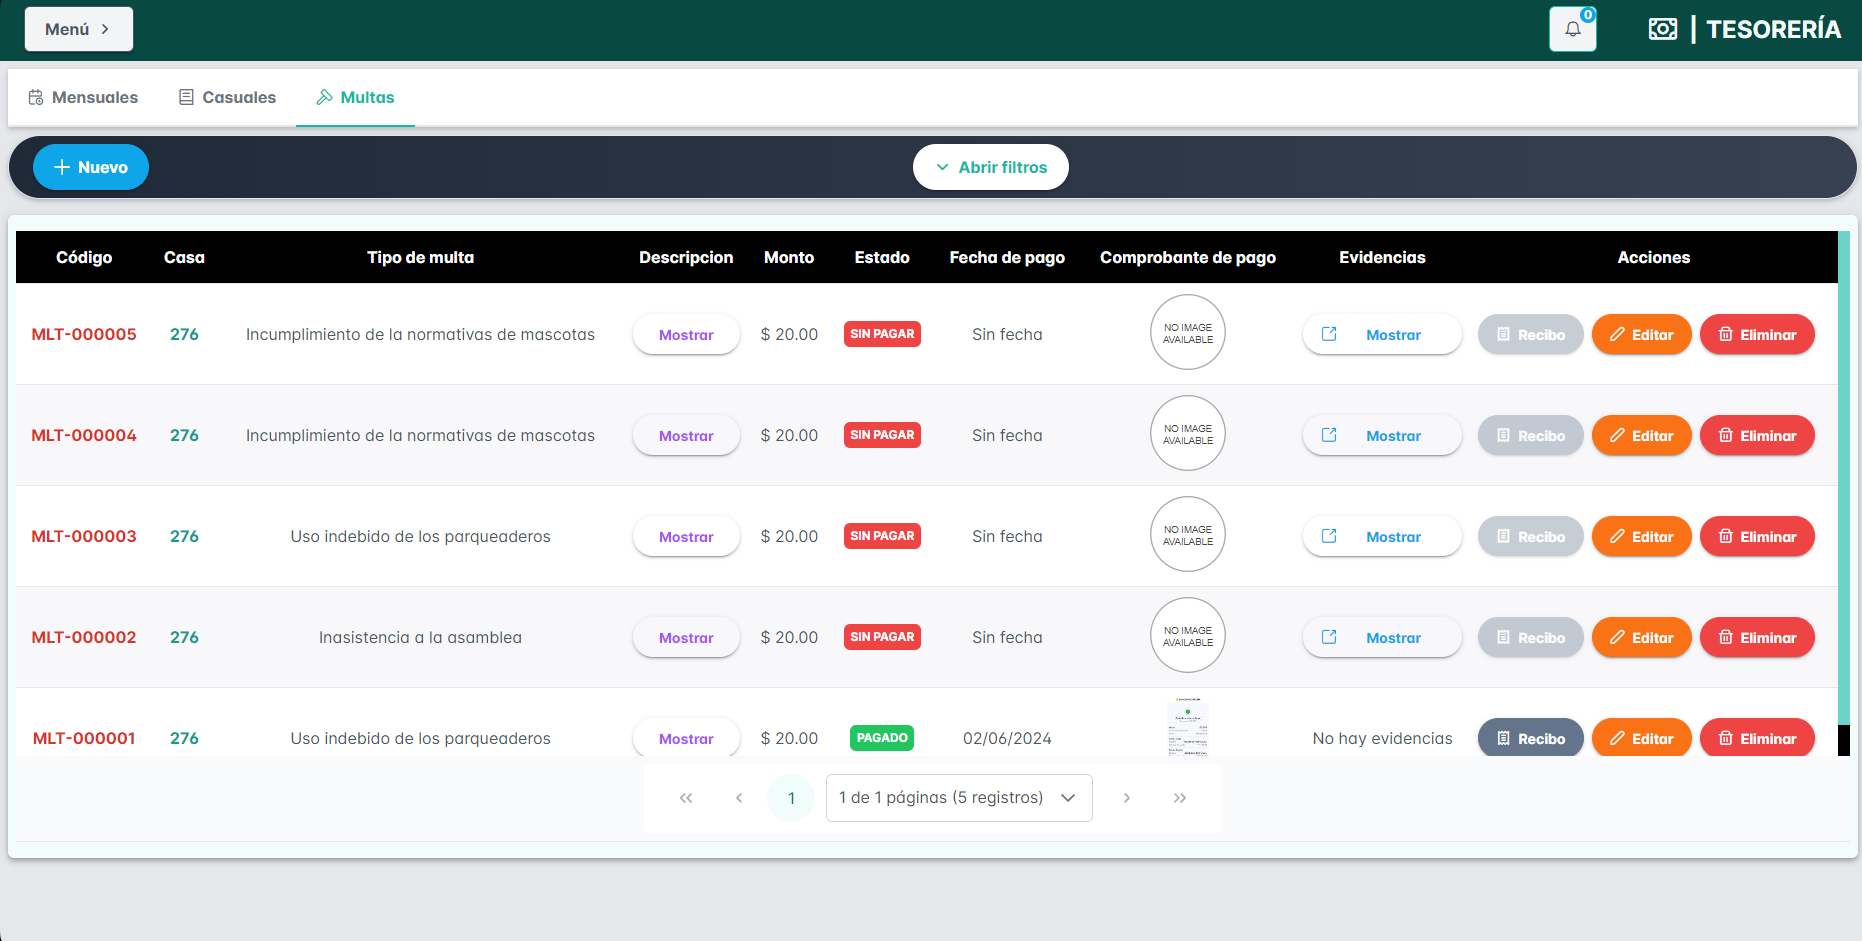 Menú
0
TESORERÍA
Mensuales Casuales Multas
Nuevo Abrir filtros
Código Casa Tipo de multa Descripcion Monto Estado Fecha de pago Comprobante de pago Evidencias Acciones
MLT-000005 276 Incumplimiento de la normativas de mascotas Mostrar $ 20.00 SIN PAGAR Sin fecha NO IMAGE AVAILABLE Mostrar Recibo Editar Eliminar
MLT-000004 276 Incumplimiento de la normativas de mascotas Mostrar $ 20.00 SIN PAGAR Sin fecha NO IMAGE AVAILABLE Mostrar Recibo Editar Eliminar
MLT-000003 276 Uso indebido de los parqueaderos Mostrar $ 20.00 SIN PAGAR Sin fecha NO IMAGE AVAILABLE Mostrar Recibo Editar Eliminar
MLT-000002 276 Inasistencia a la asamblea Mostrar $ 20.00 SIN PAGAR Sin fecha NO IMAGE AVAILABLE Mostrar Recibo Editar Eliminar
MLT-000001 276 Uso indebido de los parqueaderos Mostrar $ 20.00 PAGADO 02/06/2024 No hay evidencias Recibo Editar Eliminar
1 1 de 1 páginas (5 registros)